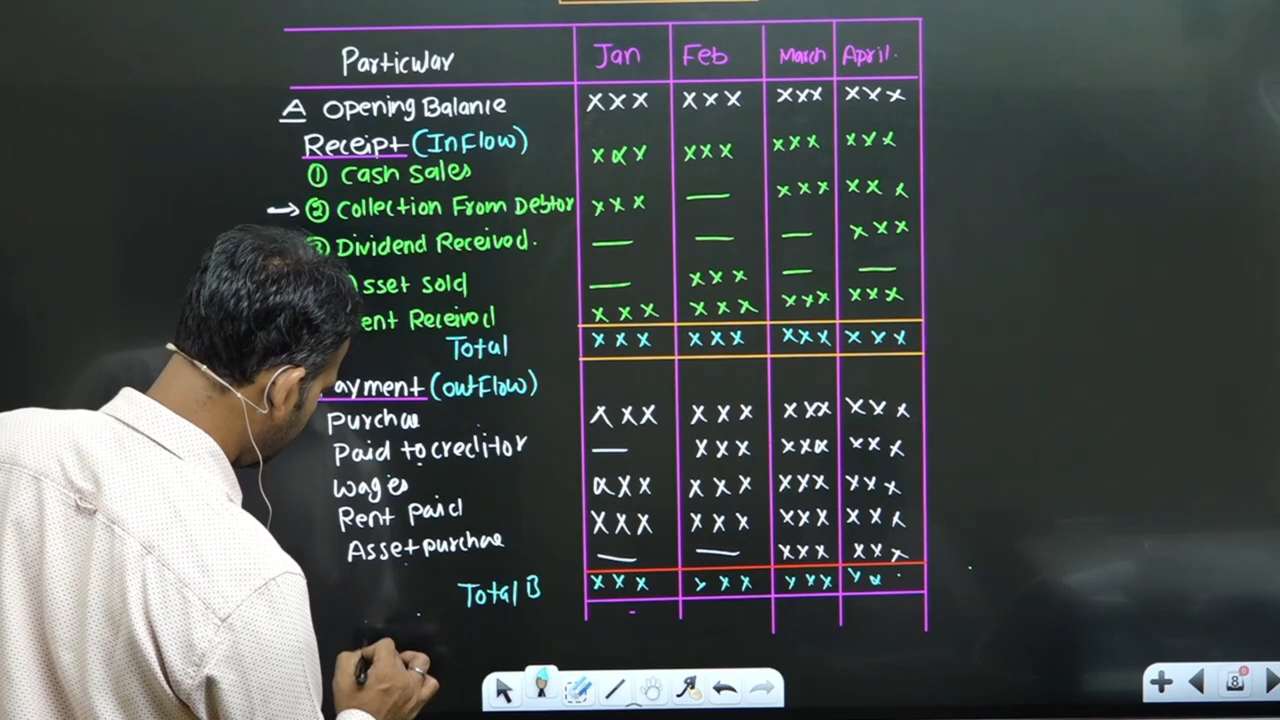 Particular Jan Feb March April.
A Opening Balance xxx xxx xxx xxx
Receipt (InFlow)
① Cash Sales xxx xxx xxx xxx
→ ② Collection From Debtor xxx — xxx xxx
Dividend Received. — — — xxx
sset sold — xxx — —
ent Received xxx xxx xxx xxx
Total xxx xxx xxx xxx
ayment (outFlow)
Purchase xxx xxx xxx xxx
Paid to creditor — xxx xxx xxx
Wages xxx xxx xxx xxx
Rent paid xxx xxx xxx xxx
Asset purchase — — xxx xxx
Total B xxx xxx xxx xx
8